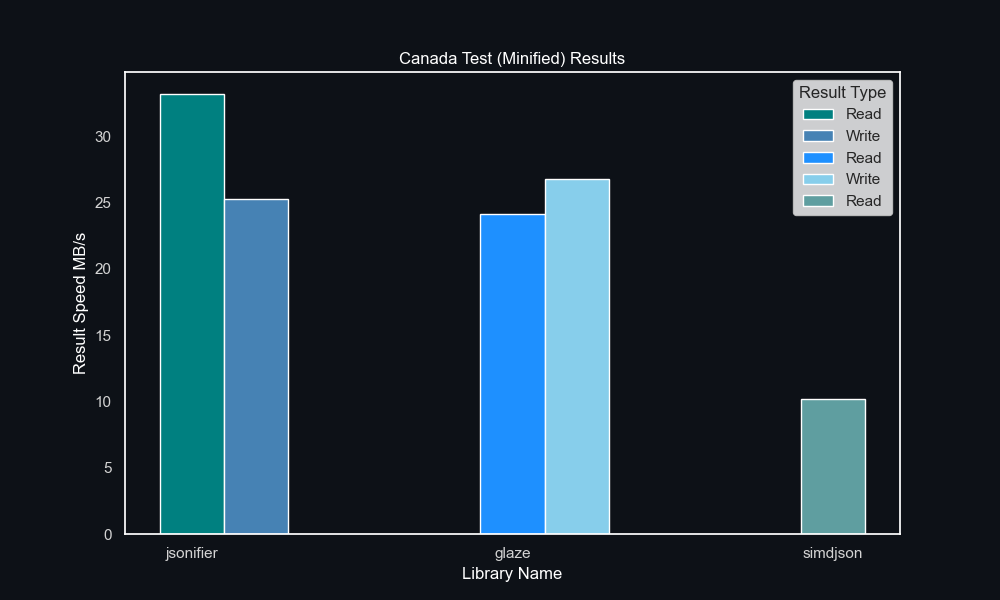 Canada Test (Minified) Results
Result Type
Read
Write
Read
Write
Read
Result Speed MB/s
30
25
20
15
10
5
0
jsonifier
glaze
simdjson
Library Name